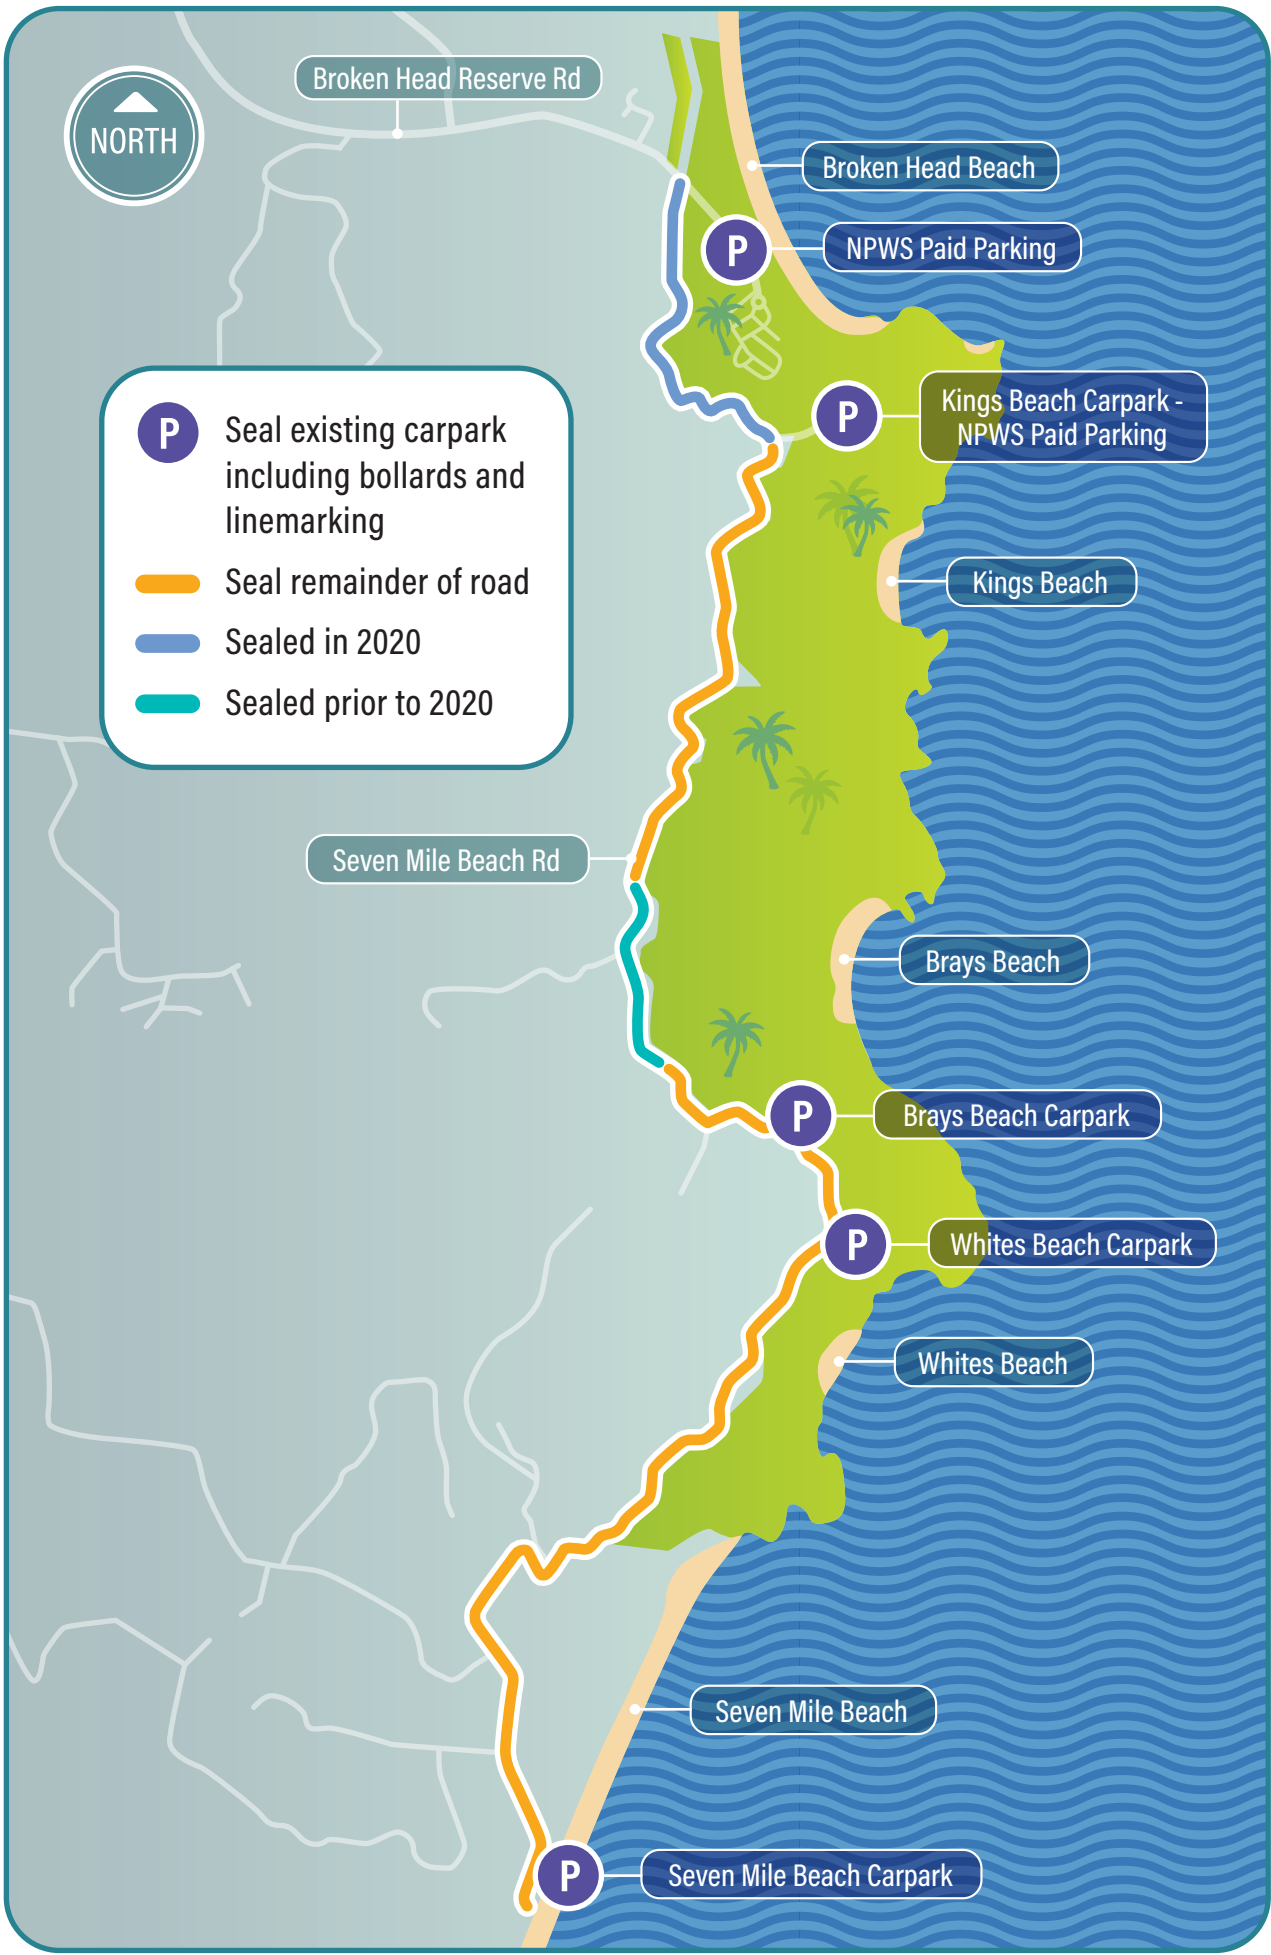 Broken Head Reserve Rd
NORTH
Broken Head Beach
P
NPWS Paid Parking
P
Kings Beach Carpark -
NPWS Paid Parking
P
Seal existing carpark
including bollards and
linemarking
Seal remainder of road
Sealed in 2020
Sealed prior to 2020
Kings Beach
Seven Mile Beach Rd
Brays Beach
P
Brays Beach Carpark
P
Whites Beach Carpark
Whites Beach
Seven Mile Beach
P
Seven Mile Beach Carpark